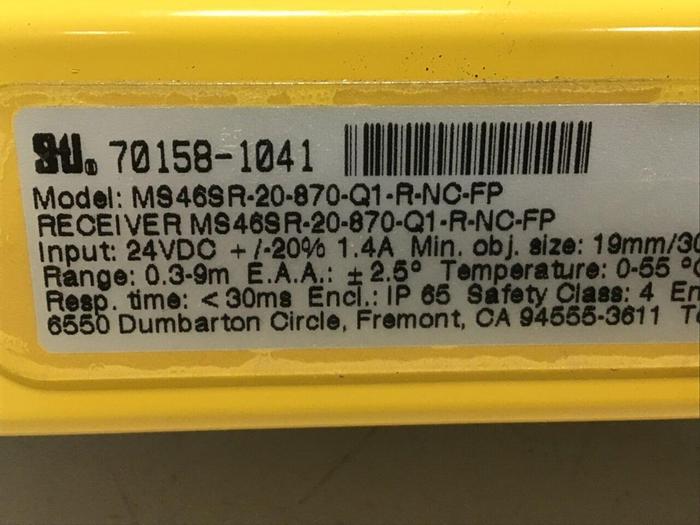 STI. 70158-1041
Model: MS46SR-20-870-Q1-R-NC-FP
RECEIVER MS46SR-20-870-Q1-R-NC-FP
Input: 24VDC +/-20% 1.4A Min. obj. size: 19mm/30
Range: 0.3-9m E.A.A.: ±2.5° Temperature: 0-55 °C
Resp. time: <30ms Encl.: IP 65 Safety Class: 4 En
6550 Dumbarton Circle, Fremont, CA 94555-3611 Te